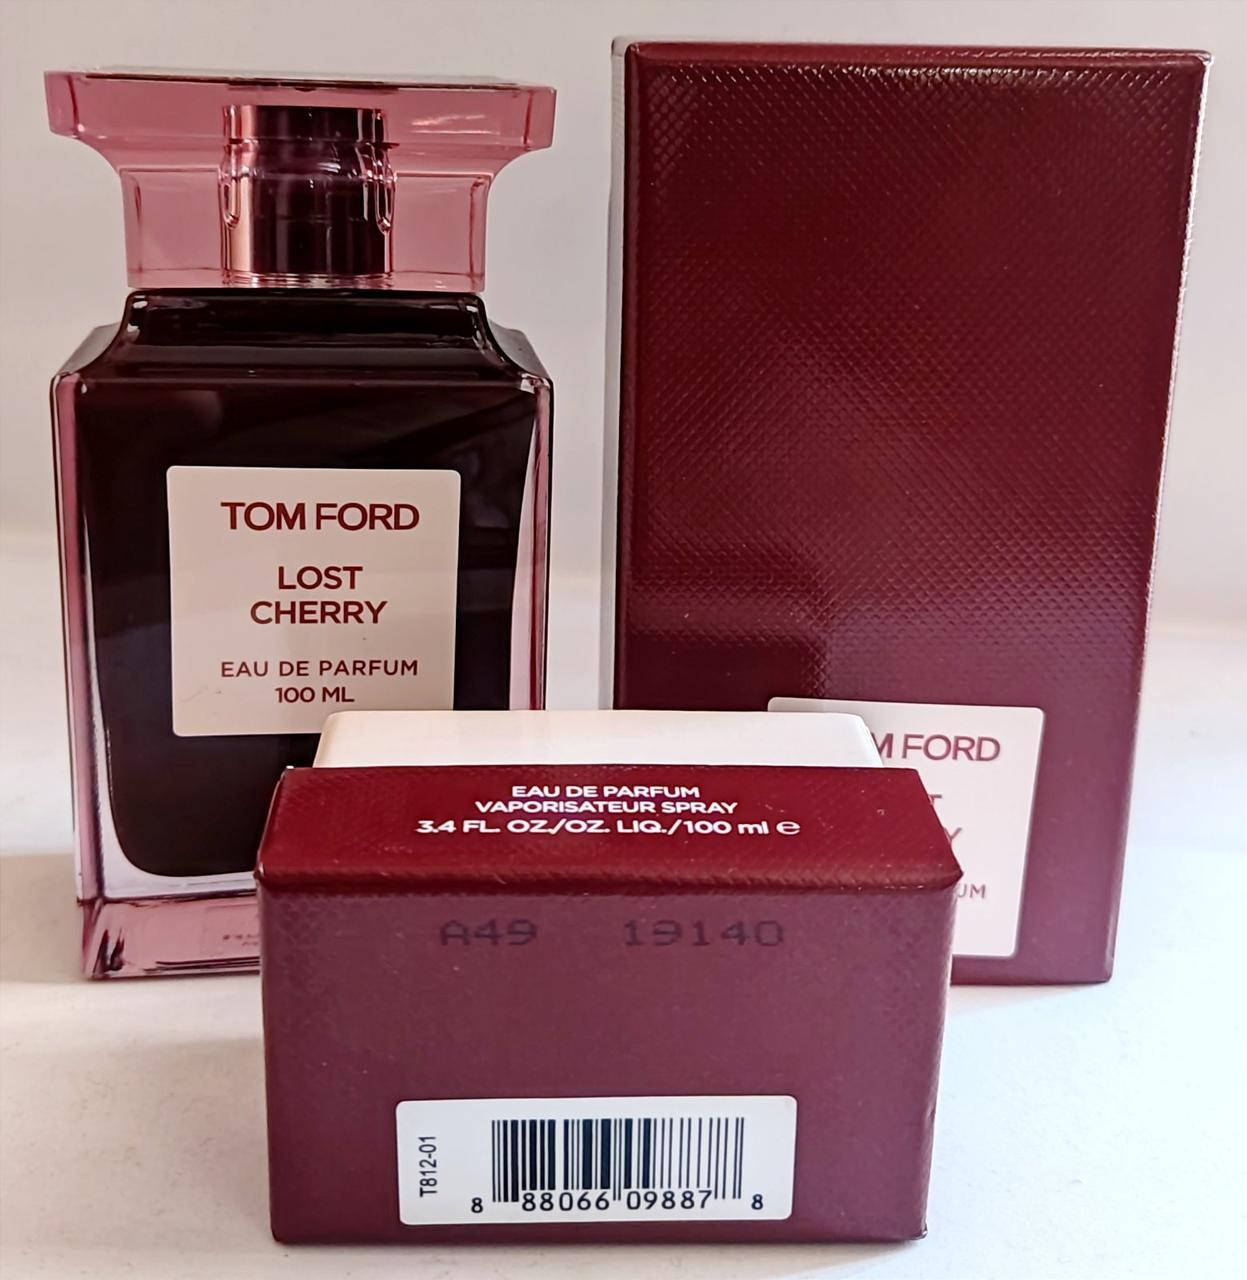 TOM FORD
LOST
CHERRY
EAU DE PARFUM
100 ML
M FORD
T
Y
UM
EAU DE PARFUM
VAPORISATEUR SPRAY
3.4 FL. OZ./OZ. LIQ./100 ml ℮
A49 19140
T812-01
8 88066 09887 8